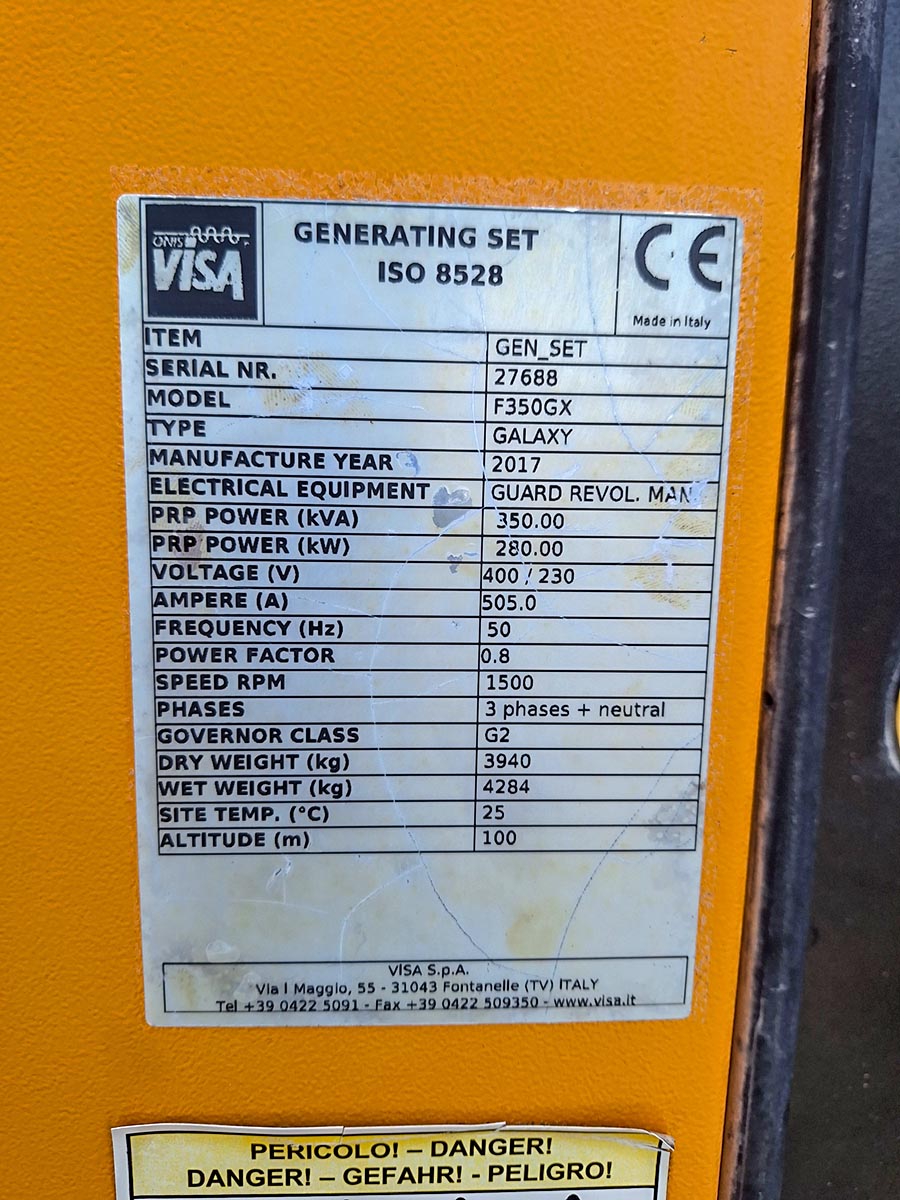 ONIS
VISA
GENERATING SET
ISO 8528
CE
Made in Italy
ITEM GEN_SET
SERIAL NR. 27688
MODEL F350GX
TYPE GALAXY
MANUFACTURE YEAR 2017
ELECTRICAL EQUIPMENT GUARD REVOL. MAN.
PRP POWER (kVA) 350.00
PRP POWER (kW) 280.00
VOLTAGE (V) 400 / 230
AMPERE (A) 505.0
FREQUENCY (Hz) 50
POWER FACTOR 0.8
SPEED RPM 1500
PHASES 3 phases + neutral
GOVERNOR CLASS G2
DRY WEIGHT (kg) 3940
WET WEIGHT (kg) 4284
SITE TEMP. (°C) 25
ALTITUDE (m) 100
VISA S.p.A.
Via I Maggio, 55 - 31043 Fontanelle (TV) ITALY
Tel +39 0422 5091 - Fax +39 0422 509350 - www.visa.it
PERICOLO! – DANGER!
DANGER! – GEFAHR! - PELIGRO!